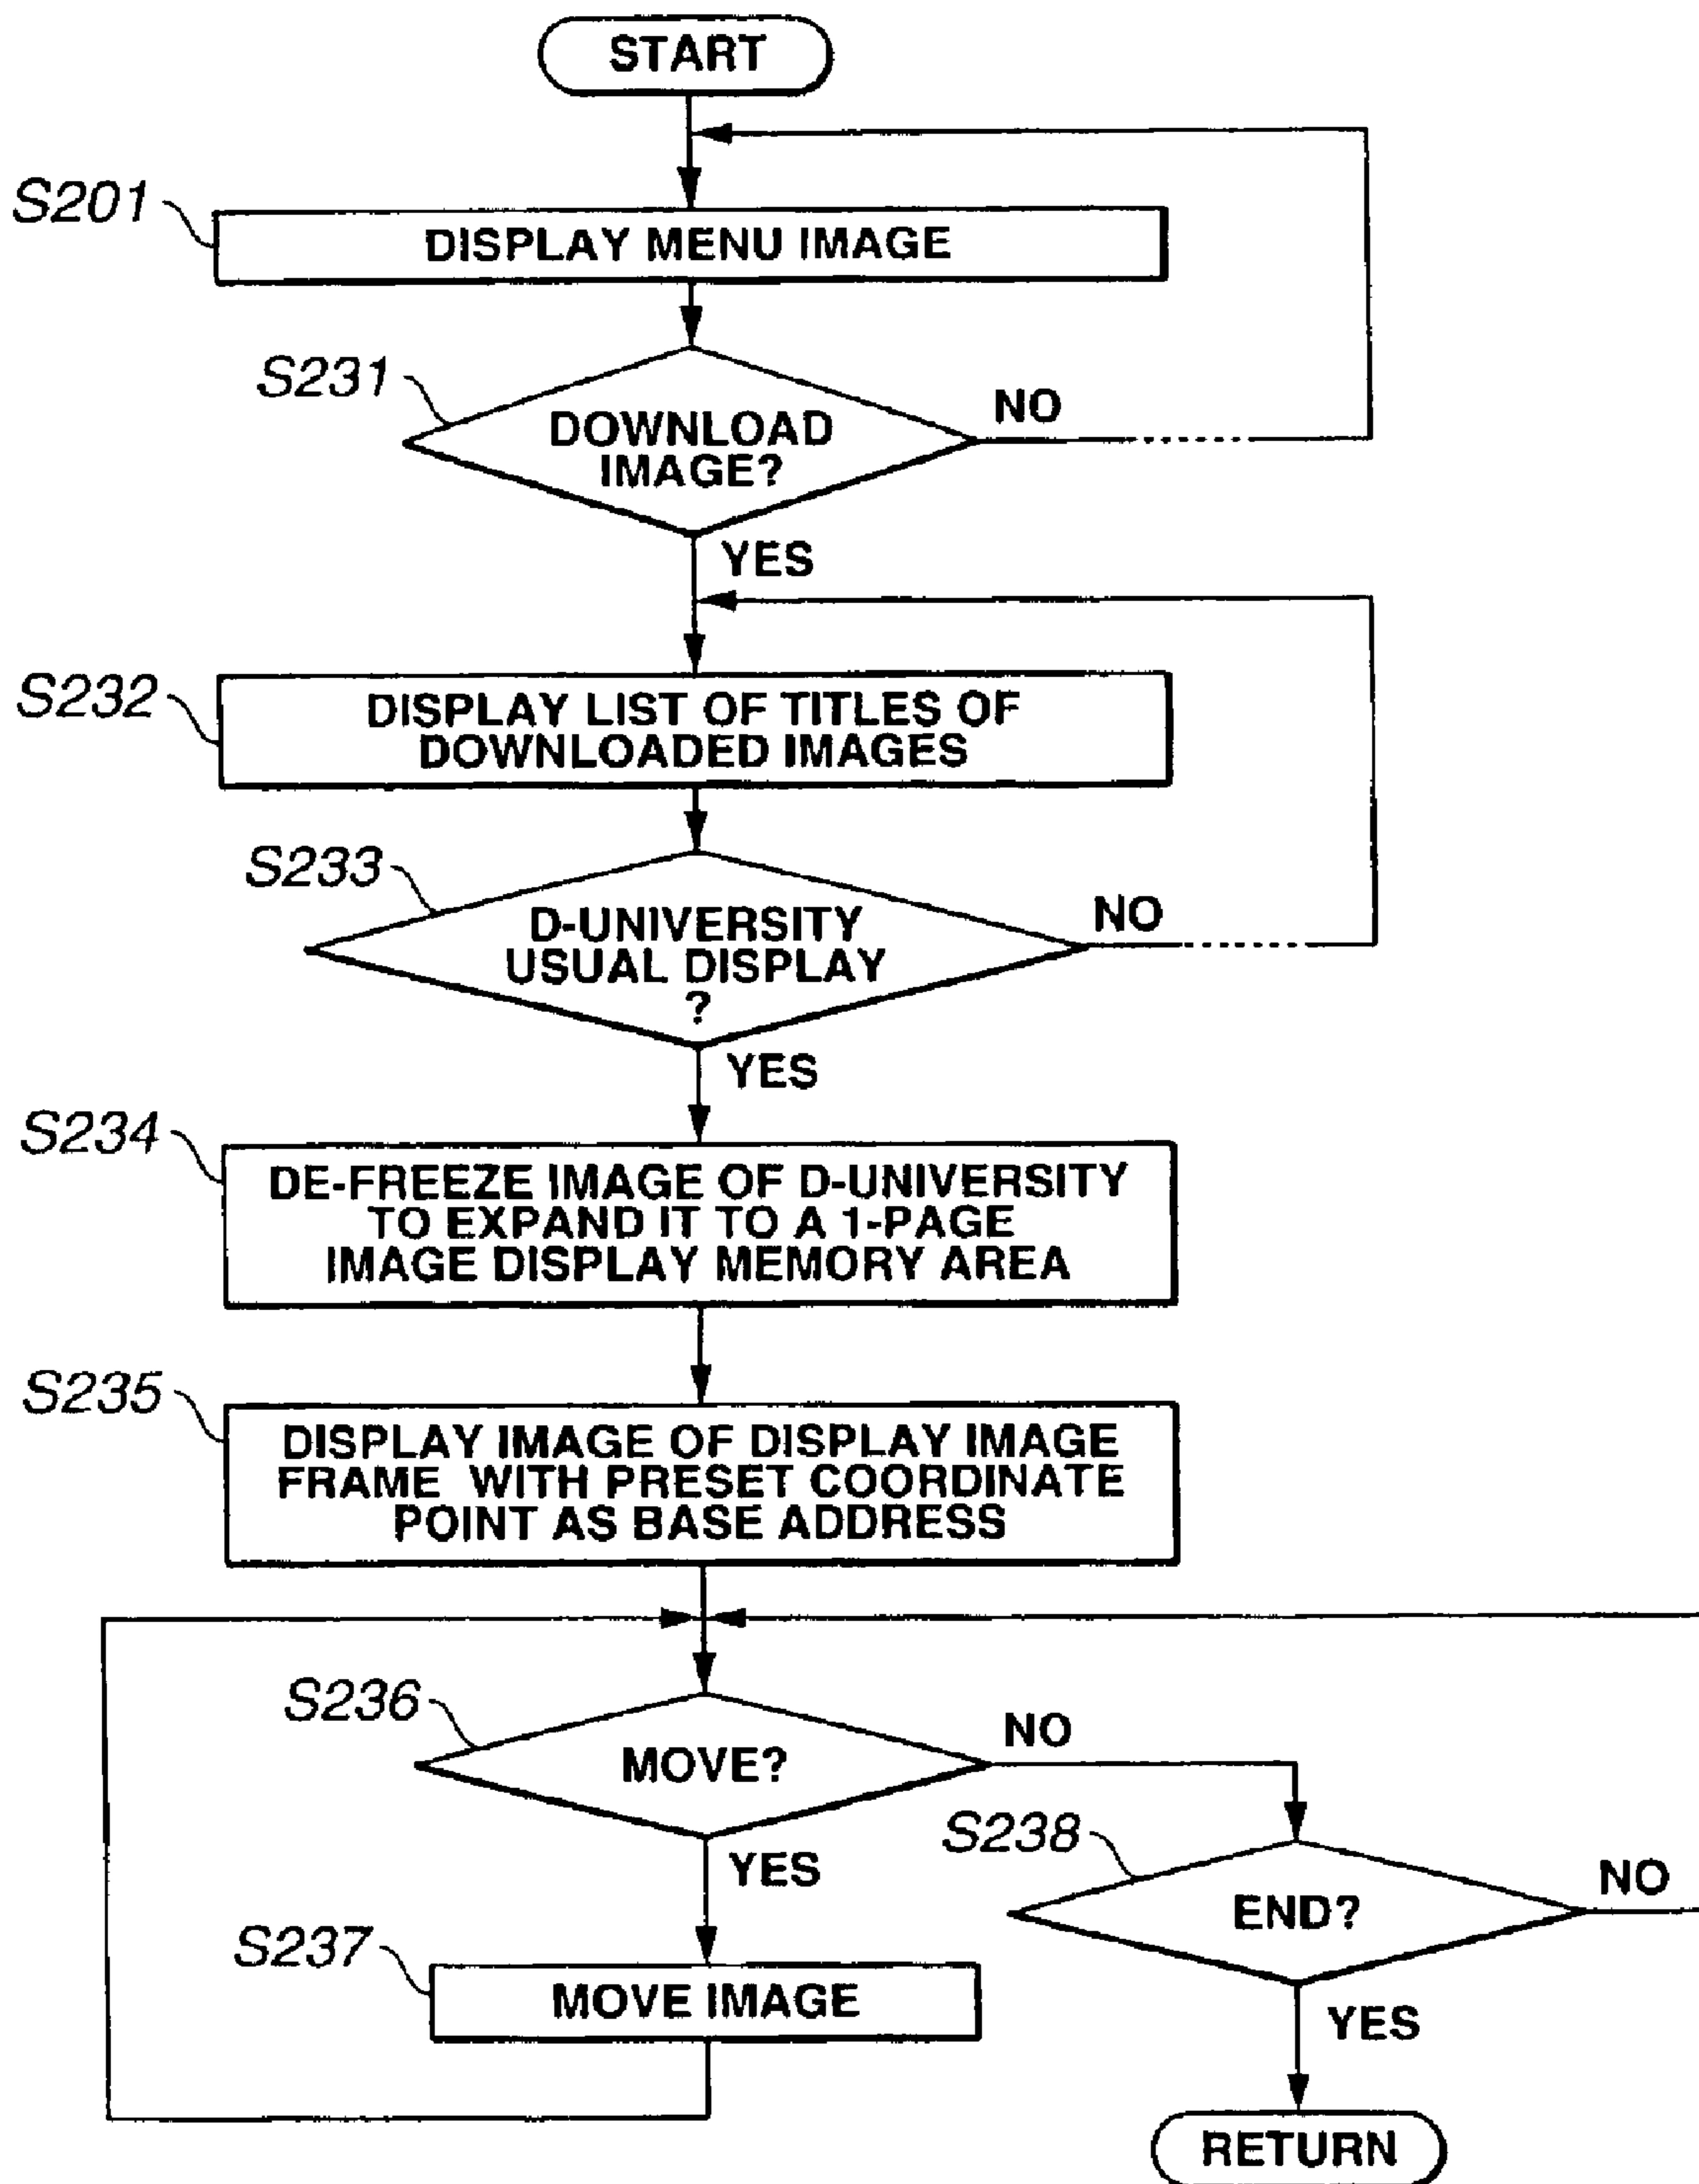 START
S201
DISPLAY MENU IMAGE
S231
DOWNLOAD
IMAGE?
NO
YES
S232
DISPLAY LIST OF TITLES OF
DOWNLOADED IMAGES
S233
D-UNIVERSITY
USUAL DISPLAY
?
NO
YES
S234
DE-FREEZE IMAGE OF D-UNIVERSITY
TO EXPAND IT TO A 1-PAGE
IMAGE DISPLAY MEMORY AREA
S235
DISPLAY IMAGE OF DISPLAY IMAGE
FRAME WITH PRESET COORDINATE
POINT AS BASE ADDRESS
S236
MOVE?
NO
YES
S238
END?
NO
S237
MOVE IMAGE
YES
RETURN